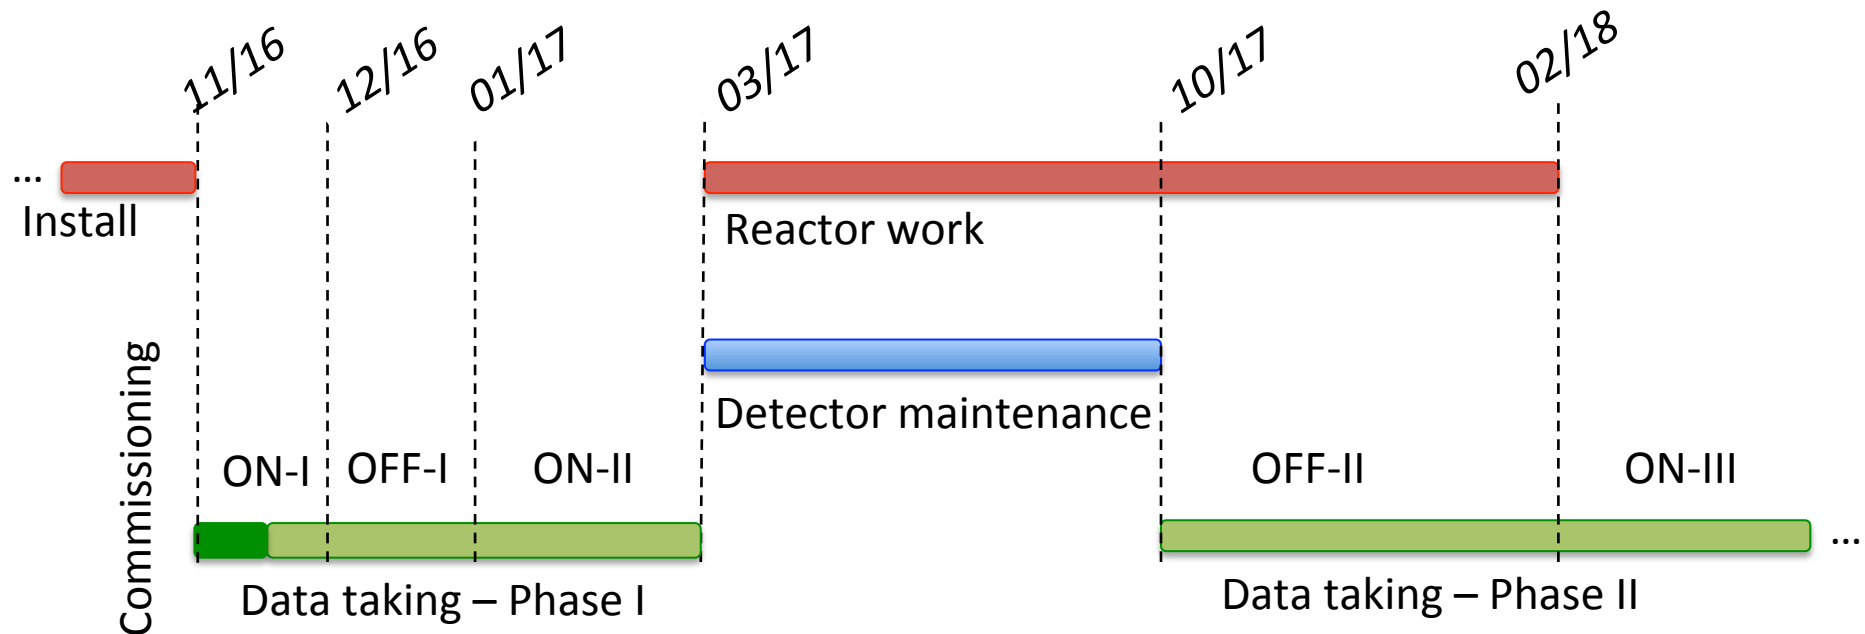 11/16
12/16
01/17
03/17
10/17
02/18
...
Install
Reactor work
Commissioning
Detector maintenance
ON-I
OFF-I
ON-II
OFF-II
ON-III
...
Data taking – Phase I
Data taking – Phase II